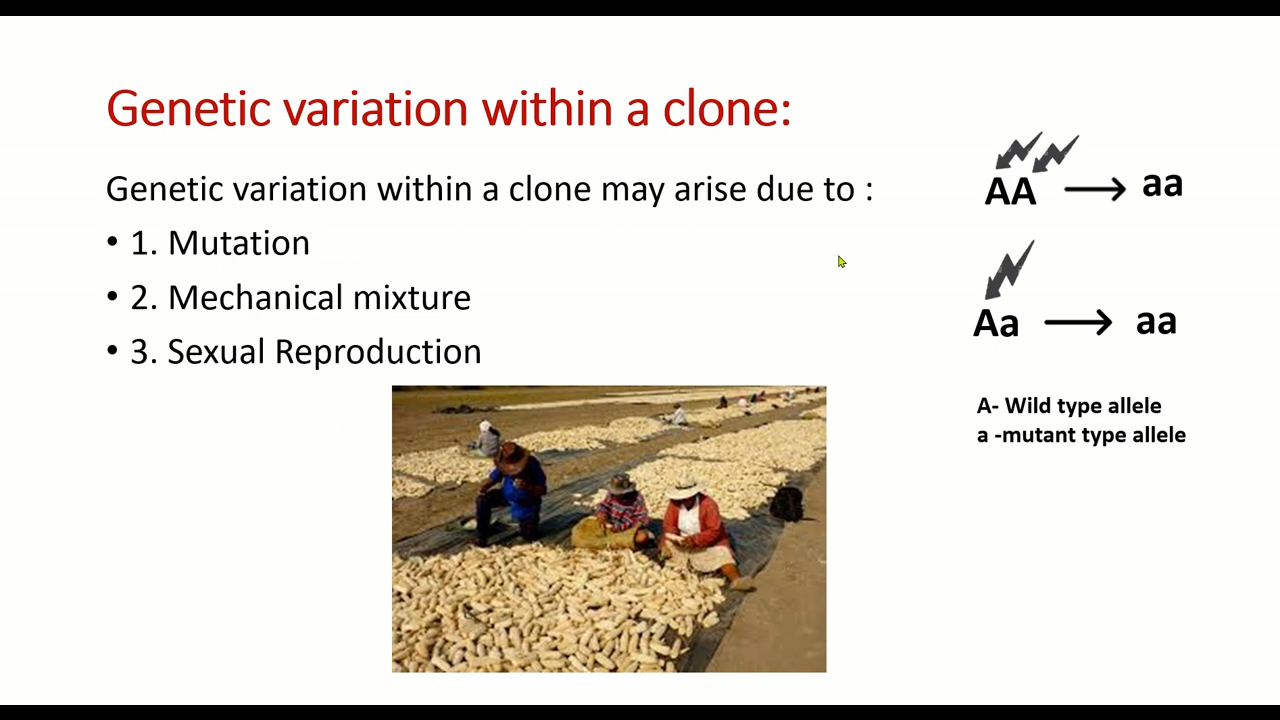 Genetic variation within a clone:
Genetic variation within a clone may arise due to :
• 1. Mutation
• 2. Mechanical mixture
• 3. Sexual Reproduction
AA → aa
Aa → aa
A- Wild type allele
a -mutant type allele